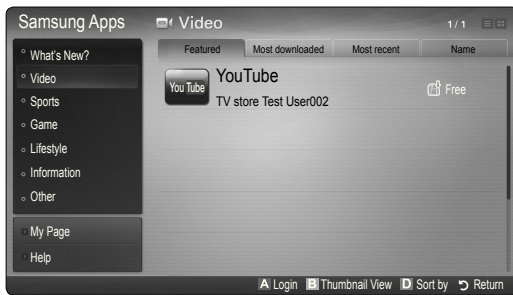 Samsung Apps
Video
1 / 1
What's New?
Video
Sports
Game
Lifestyle
Information
Other
My Page
Help
Featured
Most downloaded
Most recent
Name
You Tube
YouTube
TV store Test User002
Free
A Login B Thumbnail View D Sort by Return